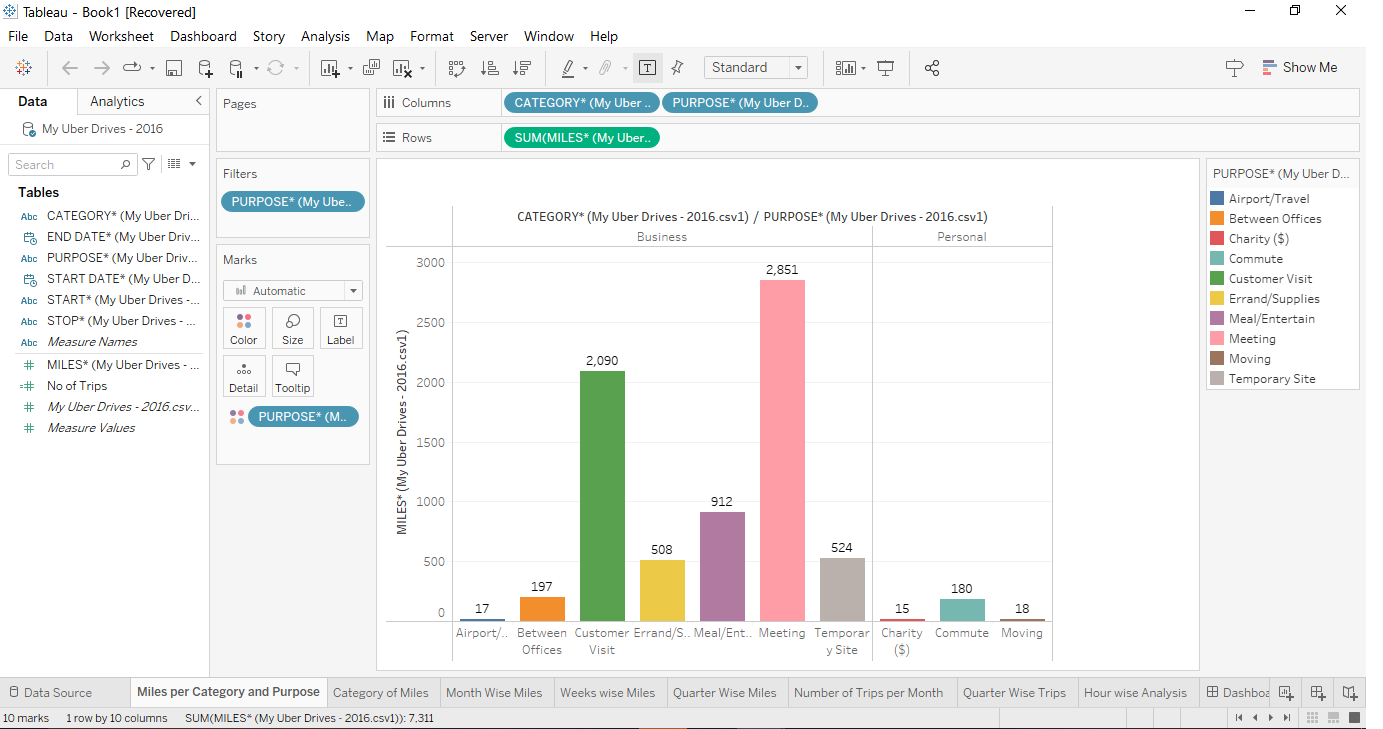 Tableau - Book1 [Recovered]
File Data Worksheet Dashboard Story Analysis Map Format Server Window Help
Standard
Show Me
Data Analytics
My Uber Drives - 2016
Search
Tables
Abc CATEGORY* (My Uber Dri...
END DATE* (My Uber Driv...
Abc PURPOSE* (My Uber Driv...
START DATE* (My Uber D...
Abc START* (My Uber Drives -...
Abc STOP* (My Uber Drives - ...
Abc Measure Names
# MILES* (My Uber Drives - ...
=# No of Trips
# My Uber Drives - 2016.csv...
# Measure Values
Pages
Filters
PURPOSE* (My Ube..
Marks
Automatic
Color Size Label
Detail Tooltip
PURPOSE* (M..
Columns CATEGORY* (My Uber .. PURPOSE* (My Uber D..
Rows SUM(MILES* (My Uber..
CATEGORY* (My Uber Drives - 2016.csv1) / PURPOSE* (My Uber Drives - 2016.csv1)
Business Personal
MILES* (My Uber Drives - 2016.csv1)
3000
2500
2000
1500
1000
500
0
17
197
2,090
508
912
2,851
524
15
180
18
Airport/..
Between
Offices
Customer
Visit
Errand/S..
Meal/Ent..
Meeting
Temporar
y Site
Charity
($)
Commute
Moving
PURPOSE* (My Uber D...
Airport/Travel
Between Offices
Charity ($)
Commute
Customer Visit
Errand/Supplies
Meal/Entertain
Meeting
Moving
Temporary Site
Data Source Miles per Category and Purpose Category of Miles Month Wise Miles Weeks wise Miles Quarter Wise Miles Number of Trips per Month Quarter Wise Trips Hour wise Analysis Dashboa
10 marks 1 row by 10 columns SUM(MILES* (My Uber Drives - 2016.csv1)): 7,311